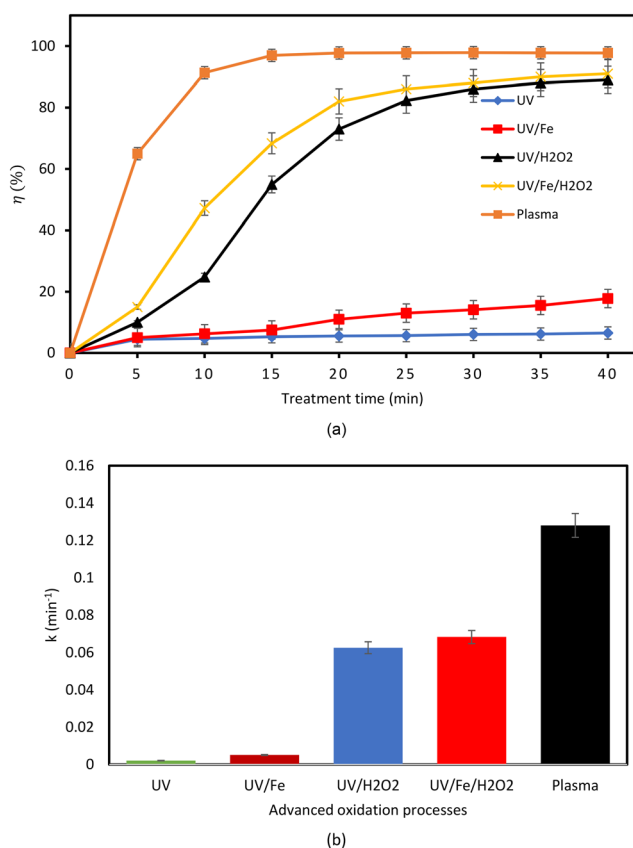 100
80
60
40
20
0
η (%)
UV
UV/Fe
UV/H2O2
UV/Fe/H2O2
Plasma
0 5 10 15 20 25 30 35 40
Treatment time (min)
(a)
0.16
0.14
0.12
0.1
0.08
0.06
0.04
0.02
0
k (min⁻¹)
UV UV/Fe UV/H2O2 UV/Fe/H2O2 Plasma
Advanced oxidation processes
(b)